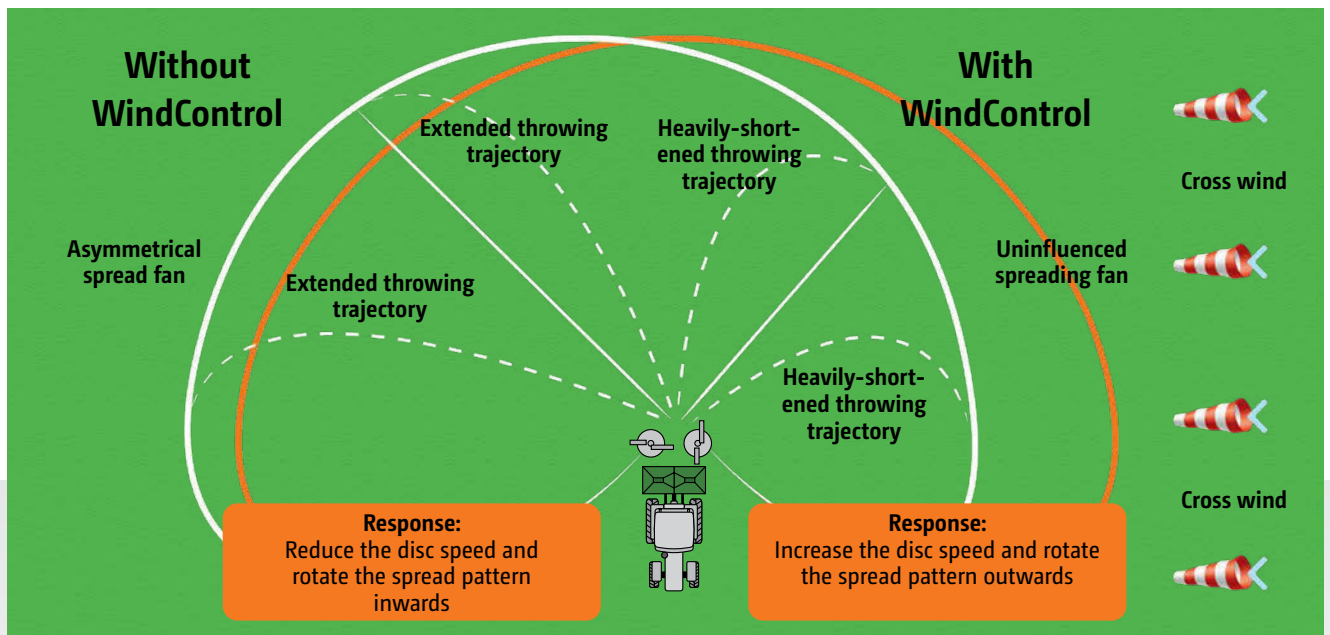 Without
WindControl
With
WindControl
Extended throwing
trajectory
Heavily-short-
ened throwing
trajectory
Cross wind
Asymmetrical
spread fan
Uninfluenced
spreading fan
Extended throwing
trajectory
Heavily-short-
ened throwing
trajectory
Cross wind
Response:
Reduce the disc speed and
rotate the spread pattern
inwards
Response:
Increase the disc speed and rotate
the spread pattern outwards